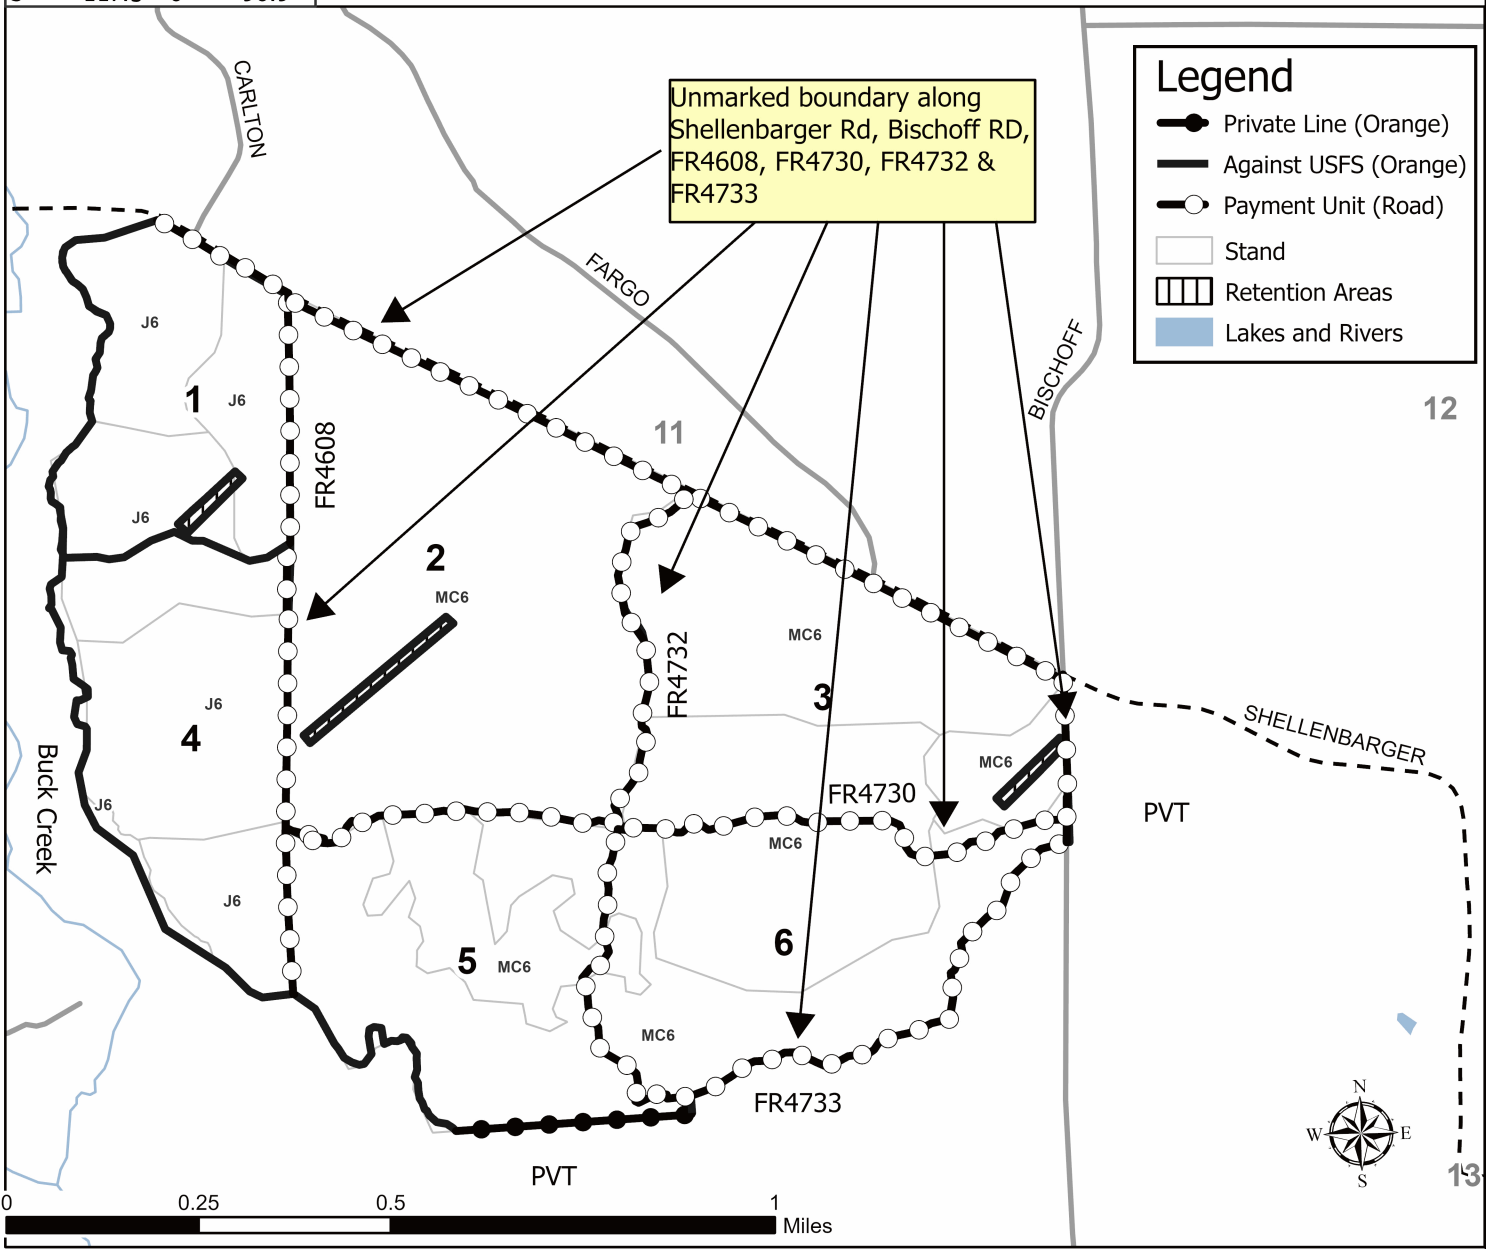 CARLTON
Unmarked boundary along
Shellenbarger Rd, Bischoff RD,
FR4608, FR4730, FR4732 &
FR4733
Legend
Private Line (Orange)
Against USFS (Orange)
Payment Unit (Road)
Stand
Retention Areas
Lakes and Rivers
FARGO
BISCHOFF
J6
1
J6
FR4608
11
12
J6
2
MC6
FR4732
MC6
3
J6
4
SHELLENBARGER
Buck Creek
MC6
J6
FR4730
PVT
MC6
J6
5
MC6
6
MC6
FR4733
N
W
E
S
PVT
13
0
0.25
0.5
1
Miles